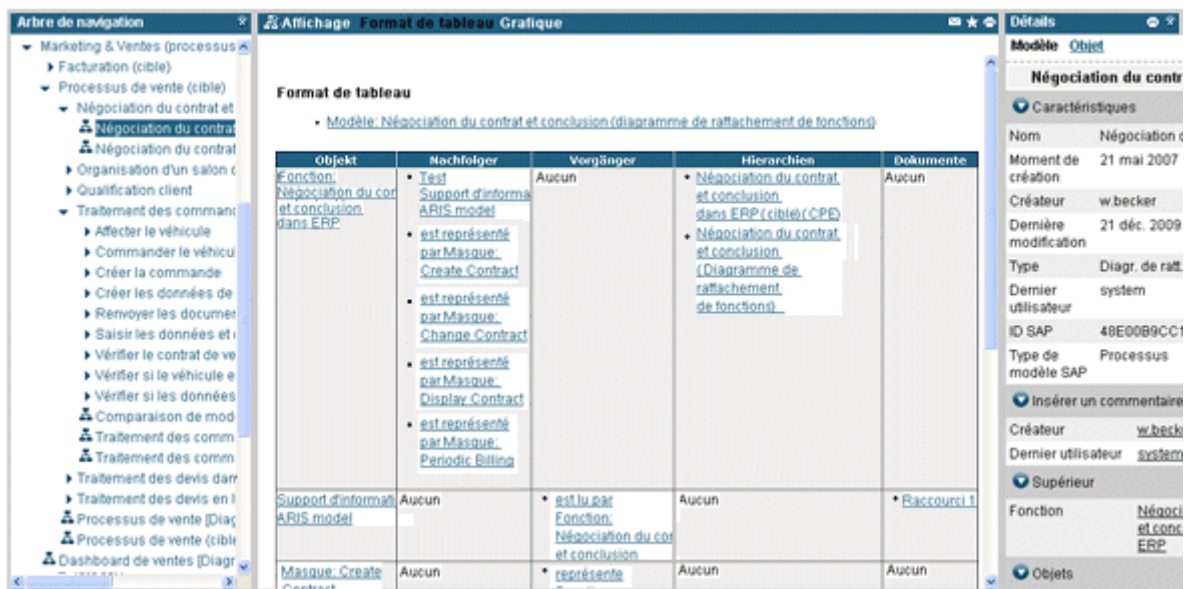 Arbre de navigation
Marketing & Ventes (processus
Facturation (cible)
Processus de vente (cible)
Négociation du contrat et
Négociation du contrat
Négociation du contrat
Organisation d'un salon
Qualification client
Traitement des command
Affecter le véhicule
Commander le véhicul
Créer la commande
Créer les données de
Renvoyer les documen
Saisir les données et
Vérifier le contrat de ve
Vérifier si le véhicule e
Vérifier si les données
Comparaison de mod
Traitement des comm
Traitement des comm
Traitement des devis dan
Traitement des devis en l
Processus de vente [Diag
Processus de vente (cible
Dashboard de ventes [Diagr
Affichage Format de tableau Grafique
Format de tableau
Modèle: Négociation du contrat et conclusion (diagramme de rattachement de fonctions)
Objekt Nachfolger Vorgänger Hierarchien Dokumente
Fonction:
Négociation du con
et conclusion
dans ERP
Test
Support d'informa
ARIS model
est représenté
par Masque:
Create Contract
est représenté
par Masque:
Change Contract
est représenté
par Masque:
Display Contract
est représenté
par Masque:
Periodic Billing
Aucun
Négociation du contrat
et conclusion
dans ERP (cible) (CPE)
Négociation du contrat
et conclusion
(Diagramme de
rattachement
de fonctions)
Aucun
Support d'informati
ARIS model
Aucun
est lu par
Fonction:
Négociation du con
et conclusion
Aucun
Raccourci 1
Masque: Create
Contract
Aucun
représente
Aucun
Aucun
Détails
Modèle Objet
Négociation du contr
Caractéristiques
Nom Négociation
Moment de création 21 mai 2007
Créateur w.becker
Dernière modification 21 déc. 2009
Type Diagr. de ratt.
Dernier utilisateur system
ID SAP 48E00B9CC1
Type de modèle SAP Processus
Insérer un commentaire
Créateur w.becke
Dernier utilisateur system
Supérieur
Fonction Négoci
et conc
ERP
Objets